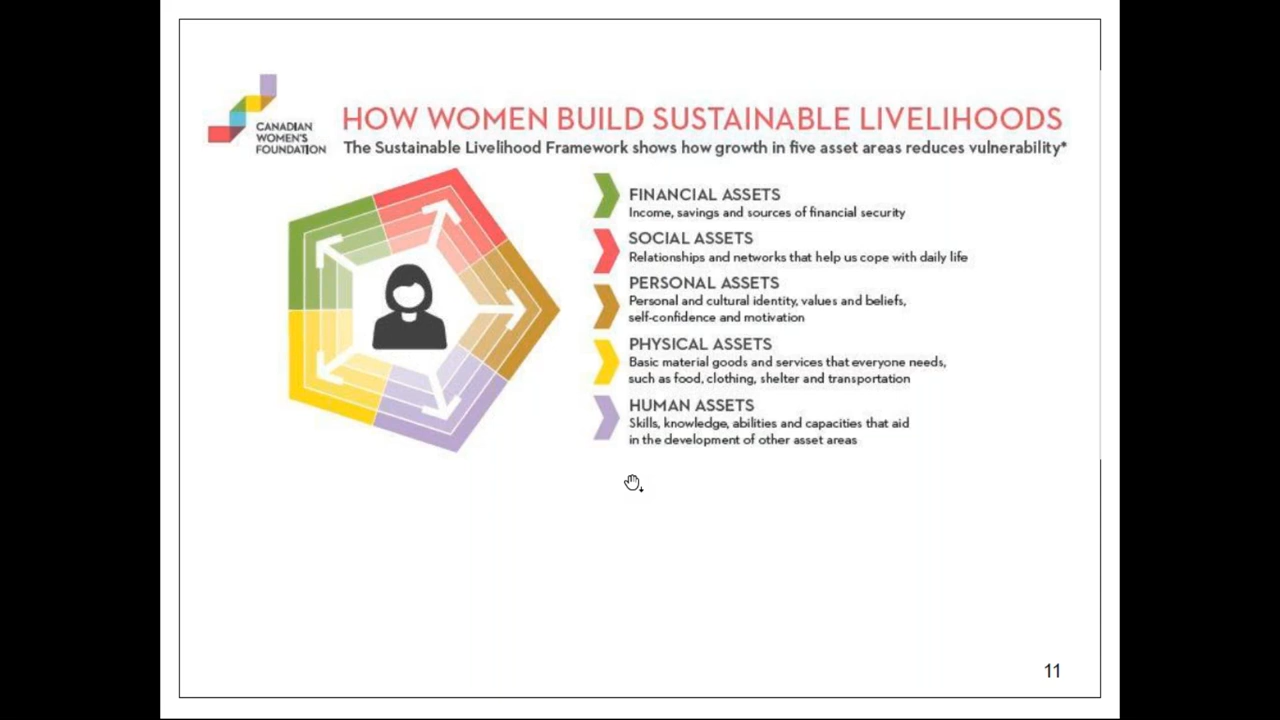 CANADIAN
WOMEN'S
FOUNDATION
HOW WOMEN BUILD SUSTAINABLE LIVELIHOODS
The Sustainable Livelihood Framework shows how growth in five asset areas reduces vulnerability*
FINANCIAL ASSETS
Income, savings and sources of financial security
SOCIAL ASSETS
Relationships and networks that help us cope with daily life
PERSONAL ASSETS
Personal and cultural identity, values and beliefs,
self-confidence and motivation
PHYSICAL ASSETS
Basic material goods and services that everyone needs,
such as food, clothing, shelter and transportation
HUMAN ASSETS
Skills, knowledge, abilities and capacities that aid
in the development of other asset areas
11